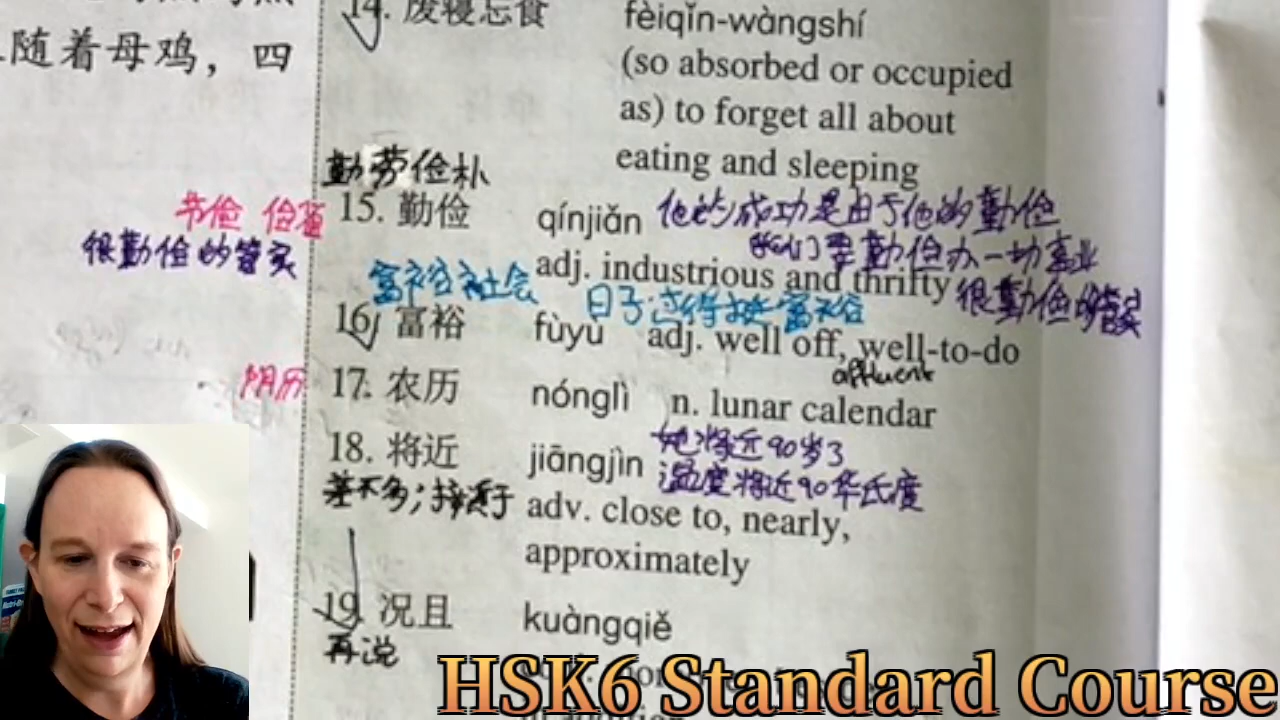 随着母鸡，四
14. 废寝忘食 fèiqǐn-wàngshí
(so absorbed or occupied
as) to forget all about
eating and sleeping
勤劳俭朴
节俭
15. 勤俭 qínjiǎn 他的成功是由于他的勤俭
很勤俭的
我们要勤俭办一切事业
adj. industrious and thrifty 很勤俭的
富裕社会
日子过得挺富裕
16. 富裕 fùyù adj. well off, well-to-do
affluent
阴历
17. 农历 nónglì n. lunar calendar
她将近90岁了
18. 将近 jiāngjìn
温度将近90华氏度
差不多；接近于
adv. close to, nearly,
approximately
19. 况且 kuàngqiě
再说
HSK6 Standard Course